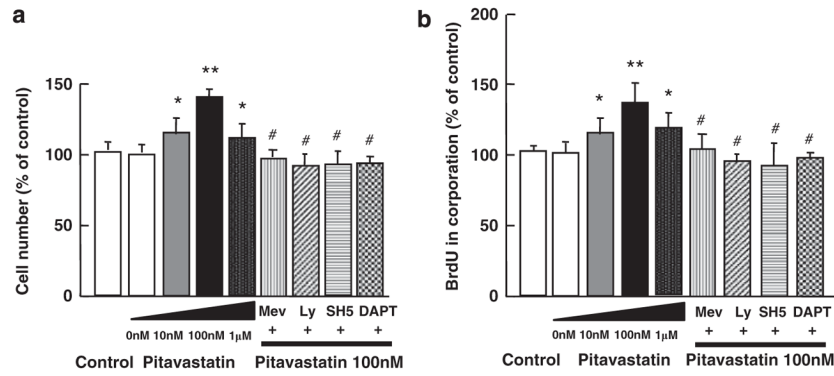 a
Cell number (% of control)
150
100
50
0
*
**
*
#
#
#
#
Mev Ly SH5 DAPT
0nM 10nM 100nM 1μM + + + +
Control Pitavastatin Pitavastatin 100nM
b
BrdU in corporation (% of control)
200
150
100
50
0
*
**
*
#
#
#
#
Mev Ly SH5 DAPT
0nM 10nM 100nM 1μM + + + +
Control Pitavastatin Pitavastatin 100nM